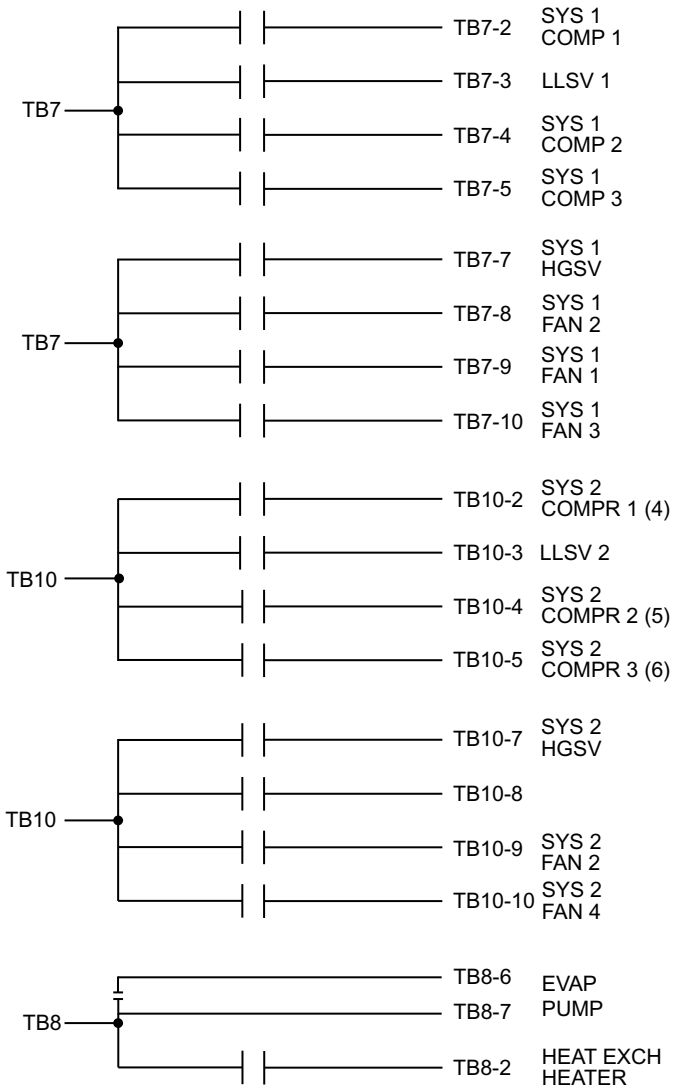 TB7
TB7-2 SYS 1
COMP 1
TB7-3 LLSV 1
TB7-4 SYS 1
COMP 2
TB7-5 SYS 1
COMP 3
TB7
TB7-7 SYS 1
HGSV
TB7-8 SYS 1
FAN 2
TB7-9 SYS 1
FAN 1
TB7-10 SYS 1
FAN 3
TB10
TB10-2 SYS 2
COMPR 1 (4)
TB10-3 LLSV 2
TB10-4 SYS 2
COMPR 2 (5)
TB10-5 SYS 2
COMPR 3 (6)
TB10
TB10-7 SYS 2
HGSV
TB10-8
TB10-9 SYS 2
FAN 2
TB10-10 SYS 2
FAN 4
TB8
TB8-6 EVAP
TB8-7 PUMP
TB8-2 HEAT EXCH
HEATER